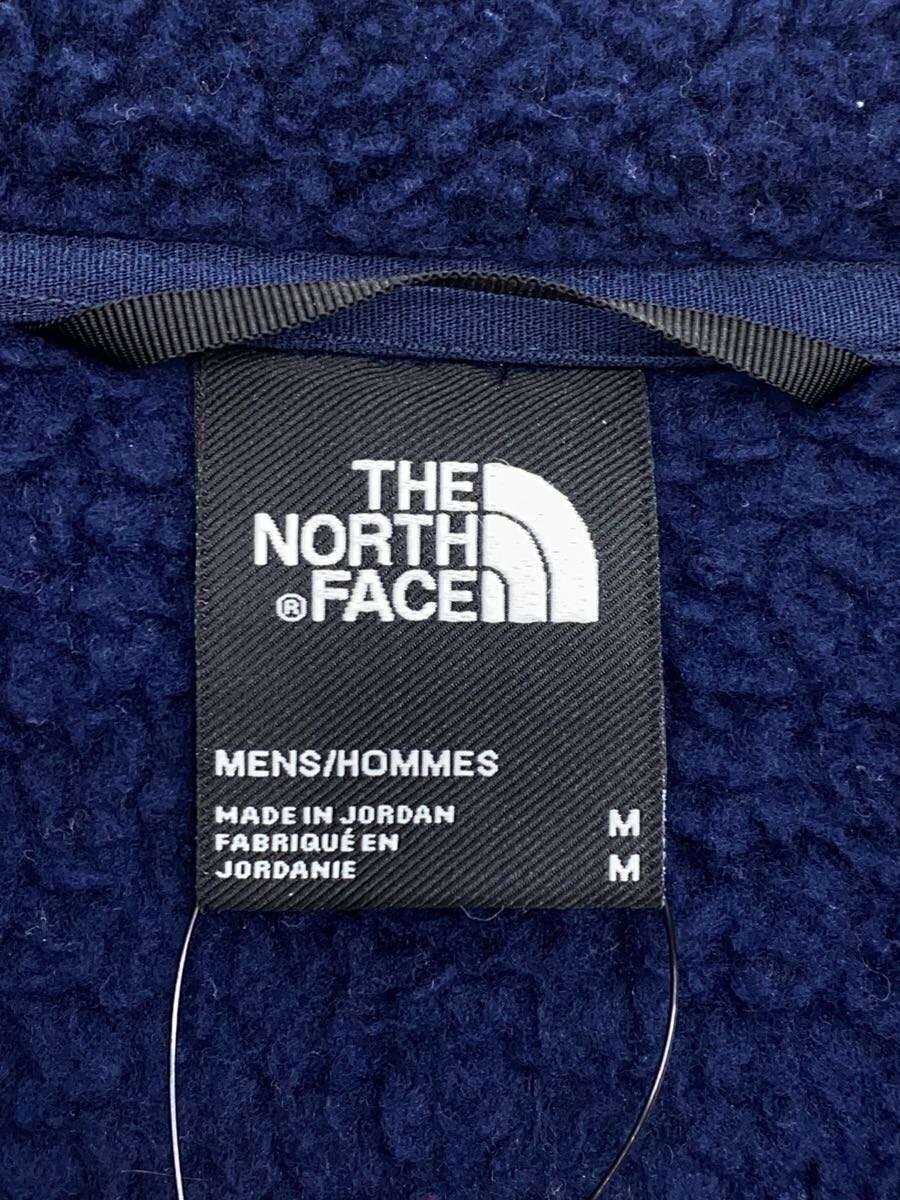 THE
NORTH
®FACE
MENS/HOMMES
MADE IN JORDAN M
FABRIQUÉ EN
JORDANIE M